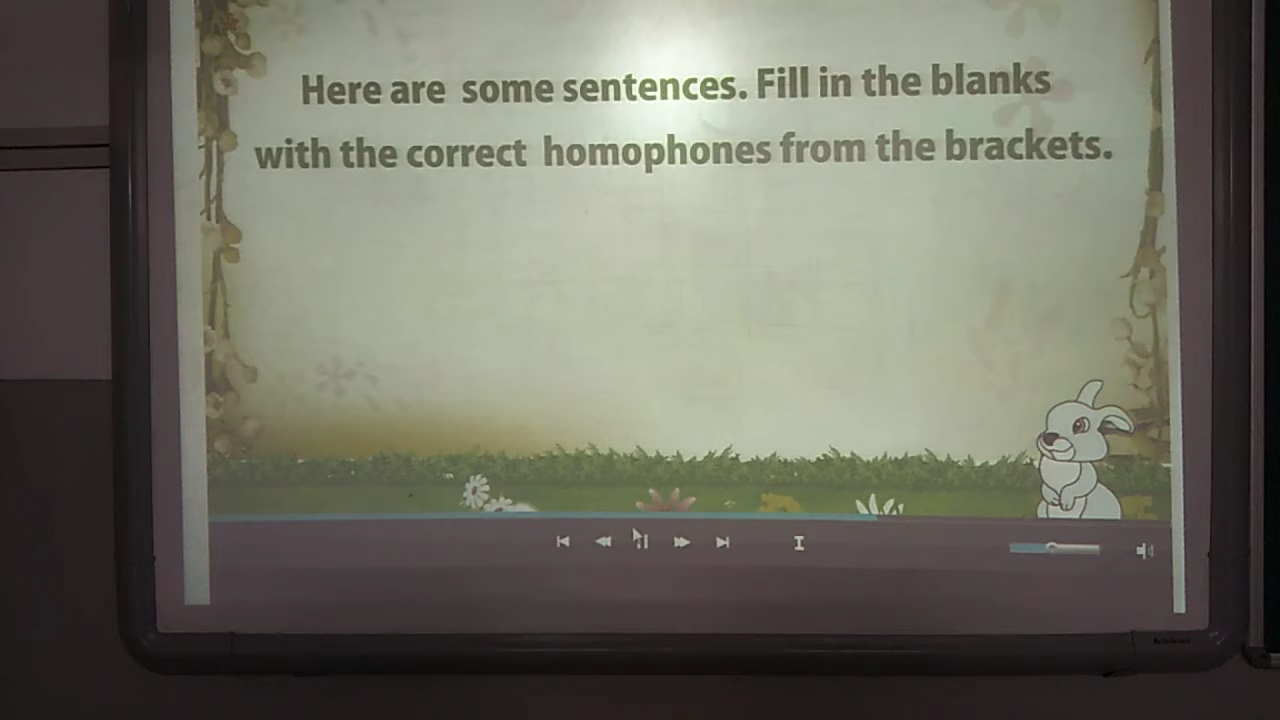 Here are some sentences. Fill in the blanks
with the correct homophones from the brackets.